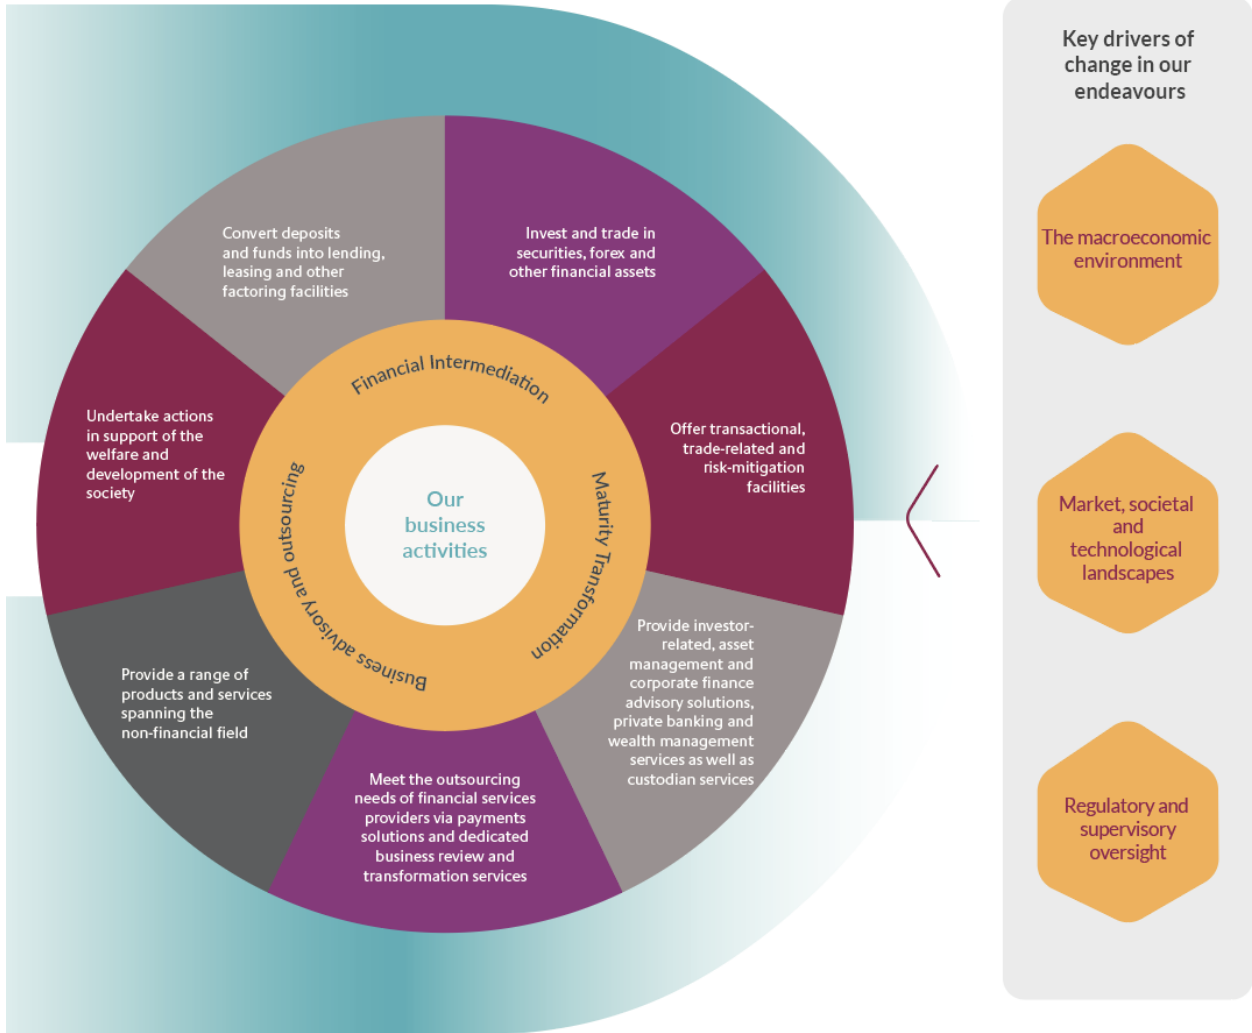 Key drivers of
change in our
endeavours
The macroeconomic
environment
Market, societal
and
technological
landscapes
Regulatory and
supervisory
oversight
Our
business
activities
Financial Intermediation
Maturity Transformation
Business advisory and outsourcing
Convert deposits
and funds into lending,
leasing and other
factoring facilities
Invest and trade in
securities, forex and
other financial assets
Offer transactional,
trade-related and
risk-mitigation
facilities
Provide investor-
related, asset
management and
corporate finance
advisory solutions,
private banking and
wealth management
services as well as
custodian services
Meet the outsourcing
needs of financial services
providers via payments
solutions and dedicated
business review and
transformation services
Provide a range of
products and services
spanning the
non-financial field
Undertake actions
in support of the
welfare and
development of the
society